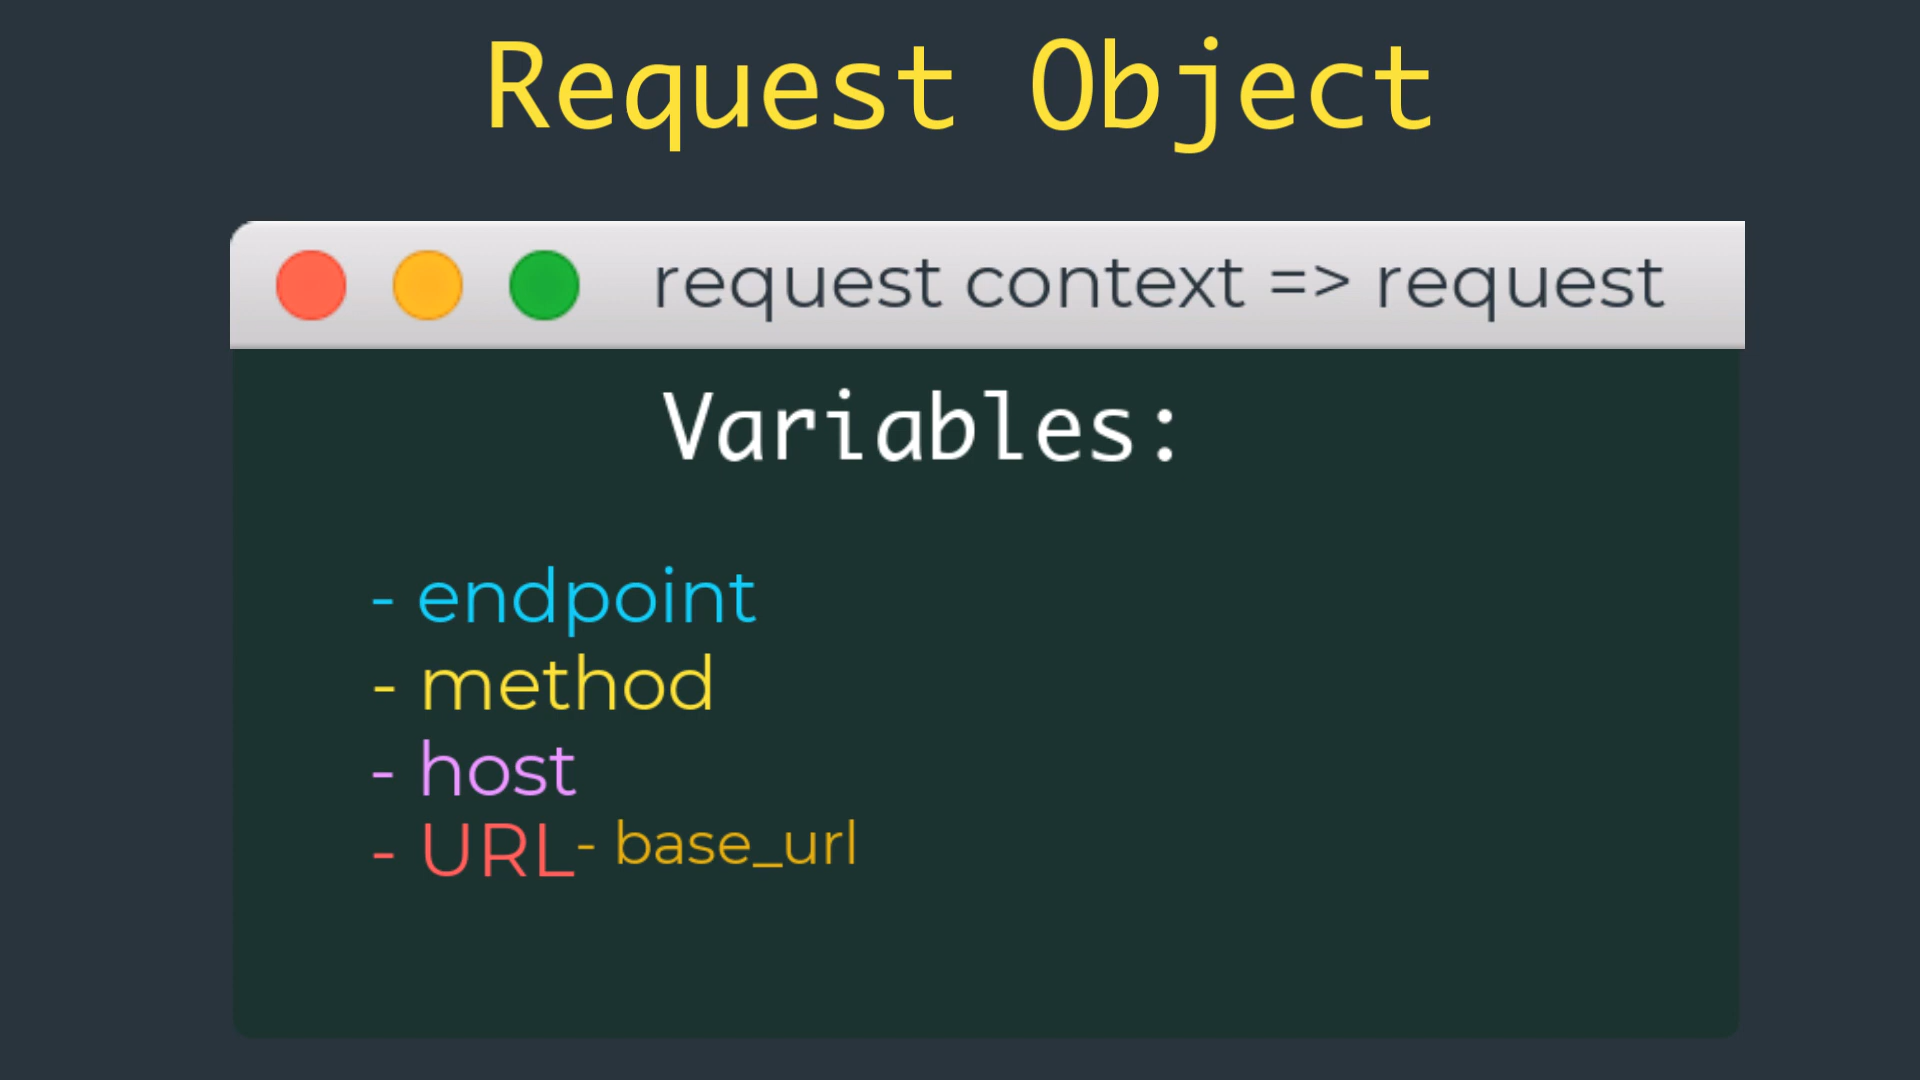 Request Object
request context => request
Variables:
- endpoint
- method
- host
- URL- base_url